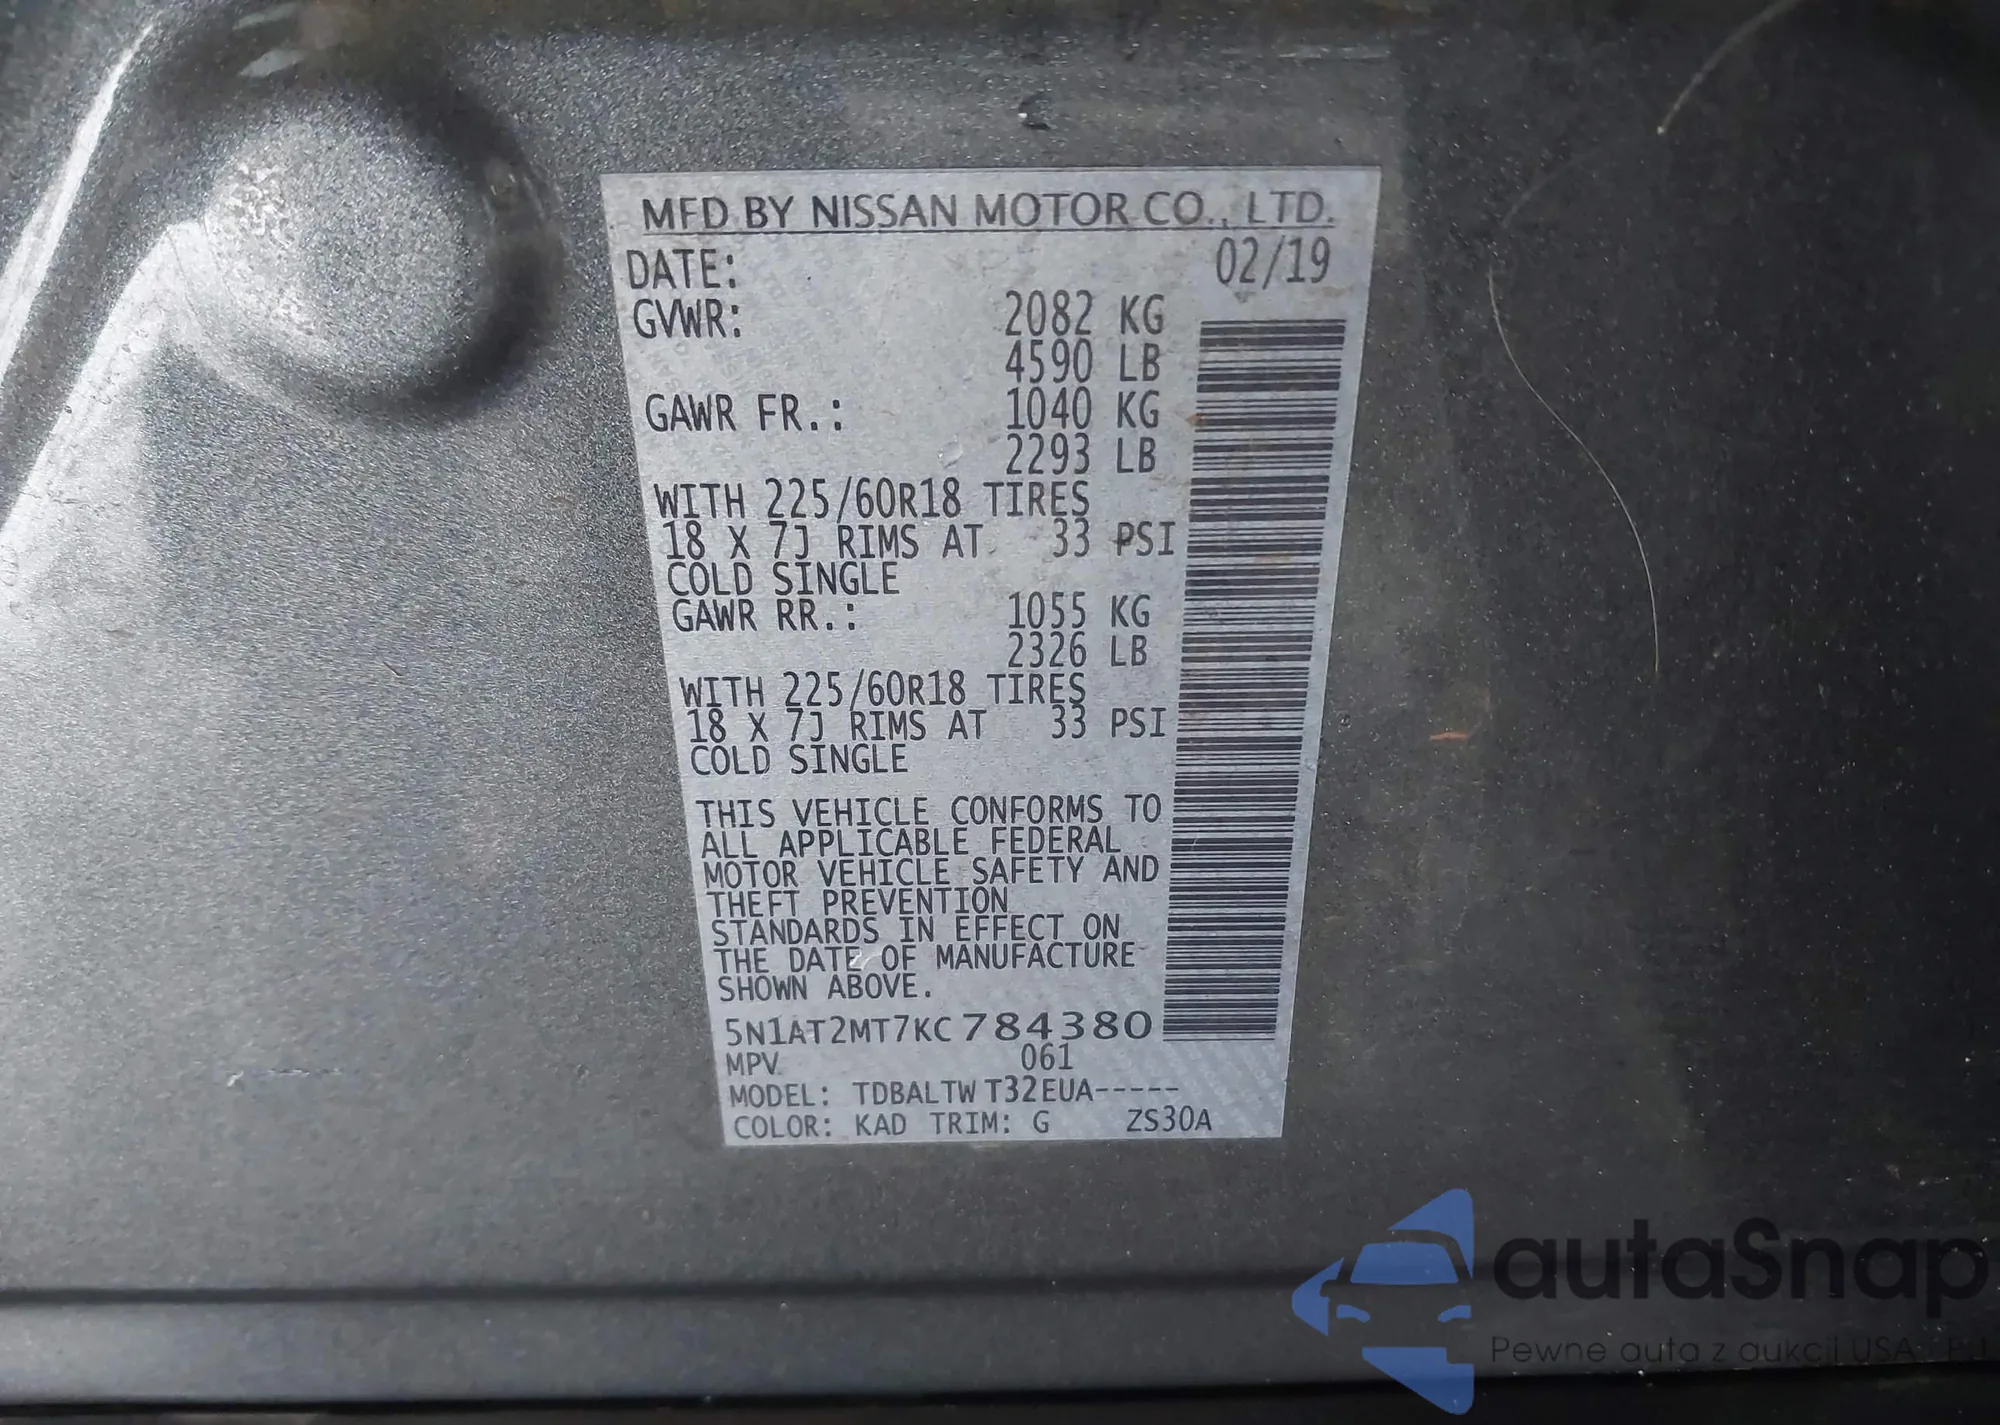 MFD BY NISSAN MOTOR CO., LTD.
DATE: 02/19
GVWR: 2082 KG
4590 LB
GAWR FR.: 1040 KG
2293 LB
WITH 225/60R18 TIRES
18 X 7J RIMS AT 33 PSI
COLD SINGLE
GAWR RR.: 1055 KG
2326 LB
WITH 225/60R18 TIRES
18 X 7J RIMS AT 33 PSI
COLD SINGLE
THIS VEHICLE CONFORMS TO
ALL APPLICABLE FEDERAL
MOTOR VEHICLE SAFETY AND
THEFT PREVENTION
STANDARDS IN EFFECT ON
THE DATE OF MANUFACTURE
SHOWN ABOVE.
5N1AT2MT7KC784380
MPV 061
MODEL: TDBALTW T32EUA-----
COLOR: KAD TRIM: G ZS30A
autaSnap
Pewne auta z aukcji USA